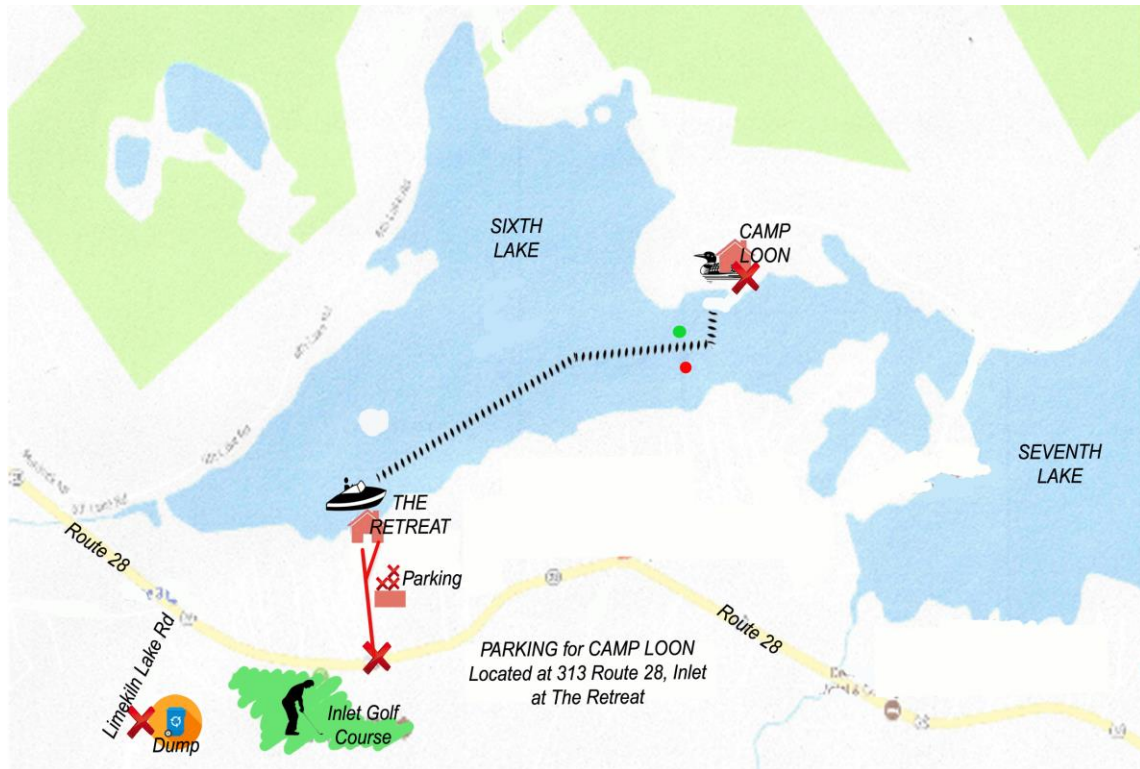 SIXTH
LAKE
CAMP
LOON
SEVENTH
LAKE
THE
RETREAT
Route 28
Parking
Route 28
Limekiln Lake Rd
PARKING for CAMP LOON
Located at 313 Route 28, Inlet
at The Retreat
Inlet Golf
Course
Dump